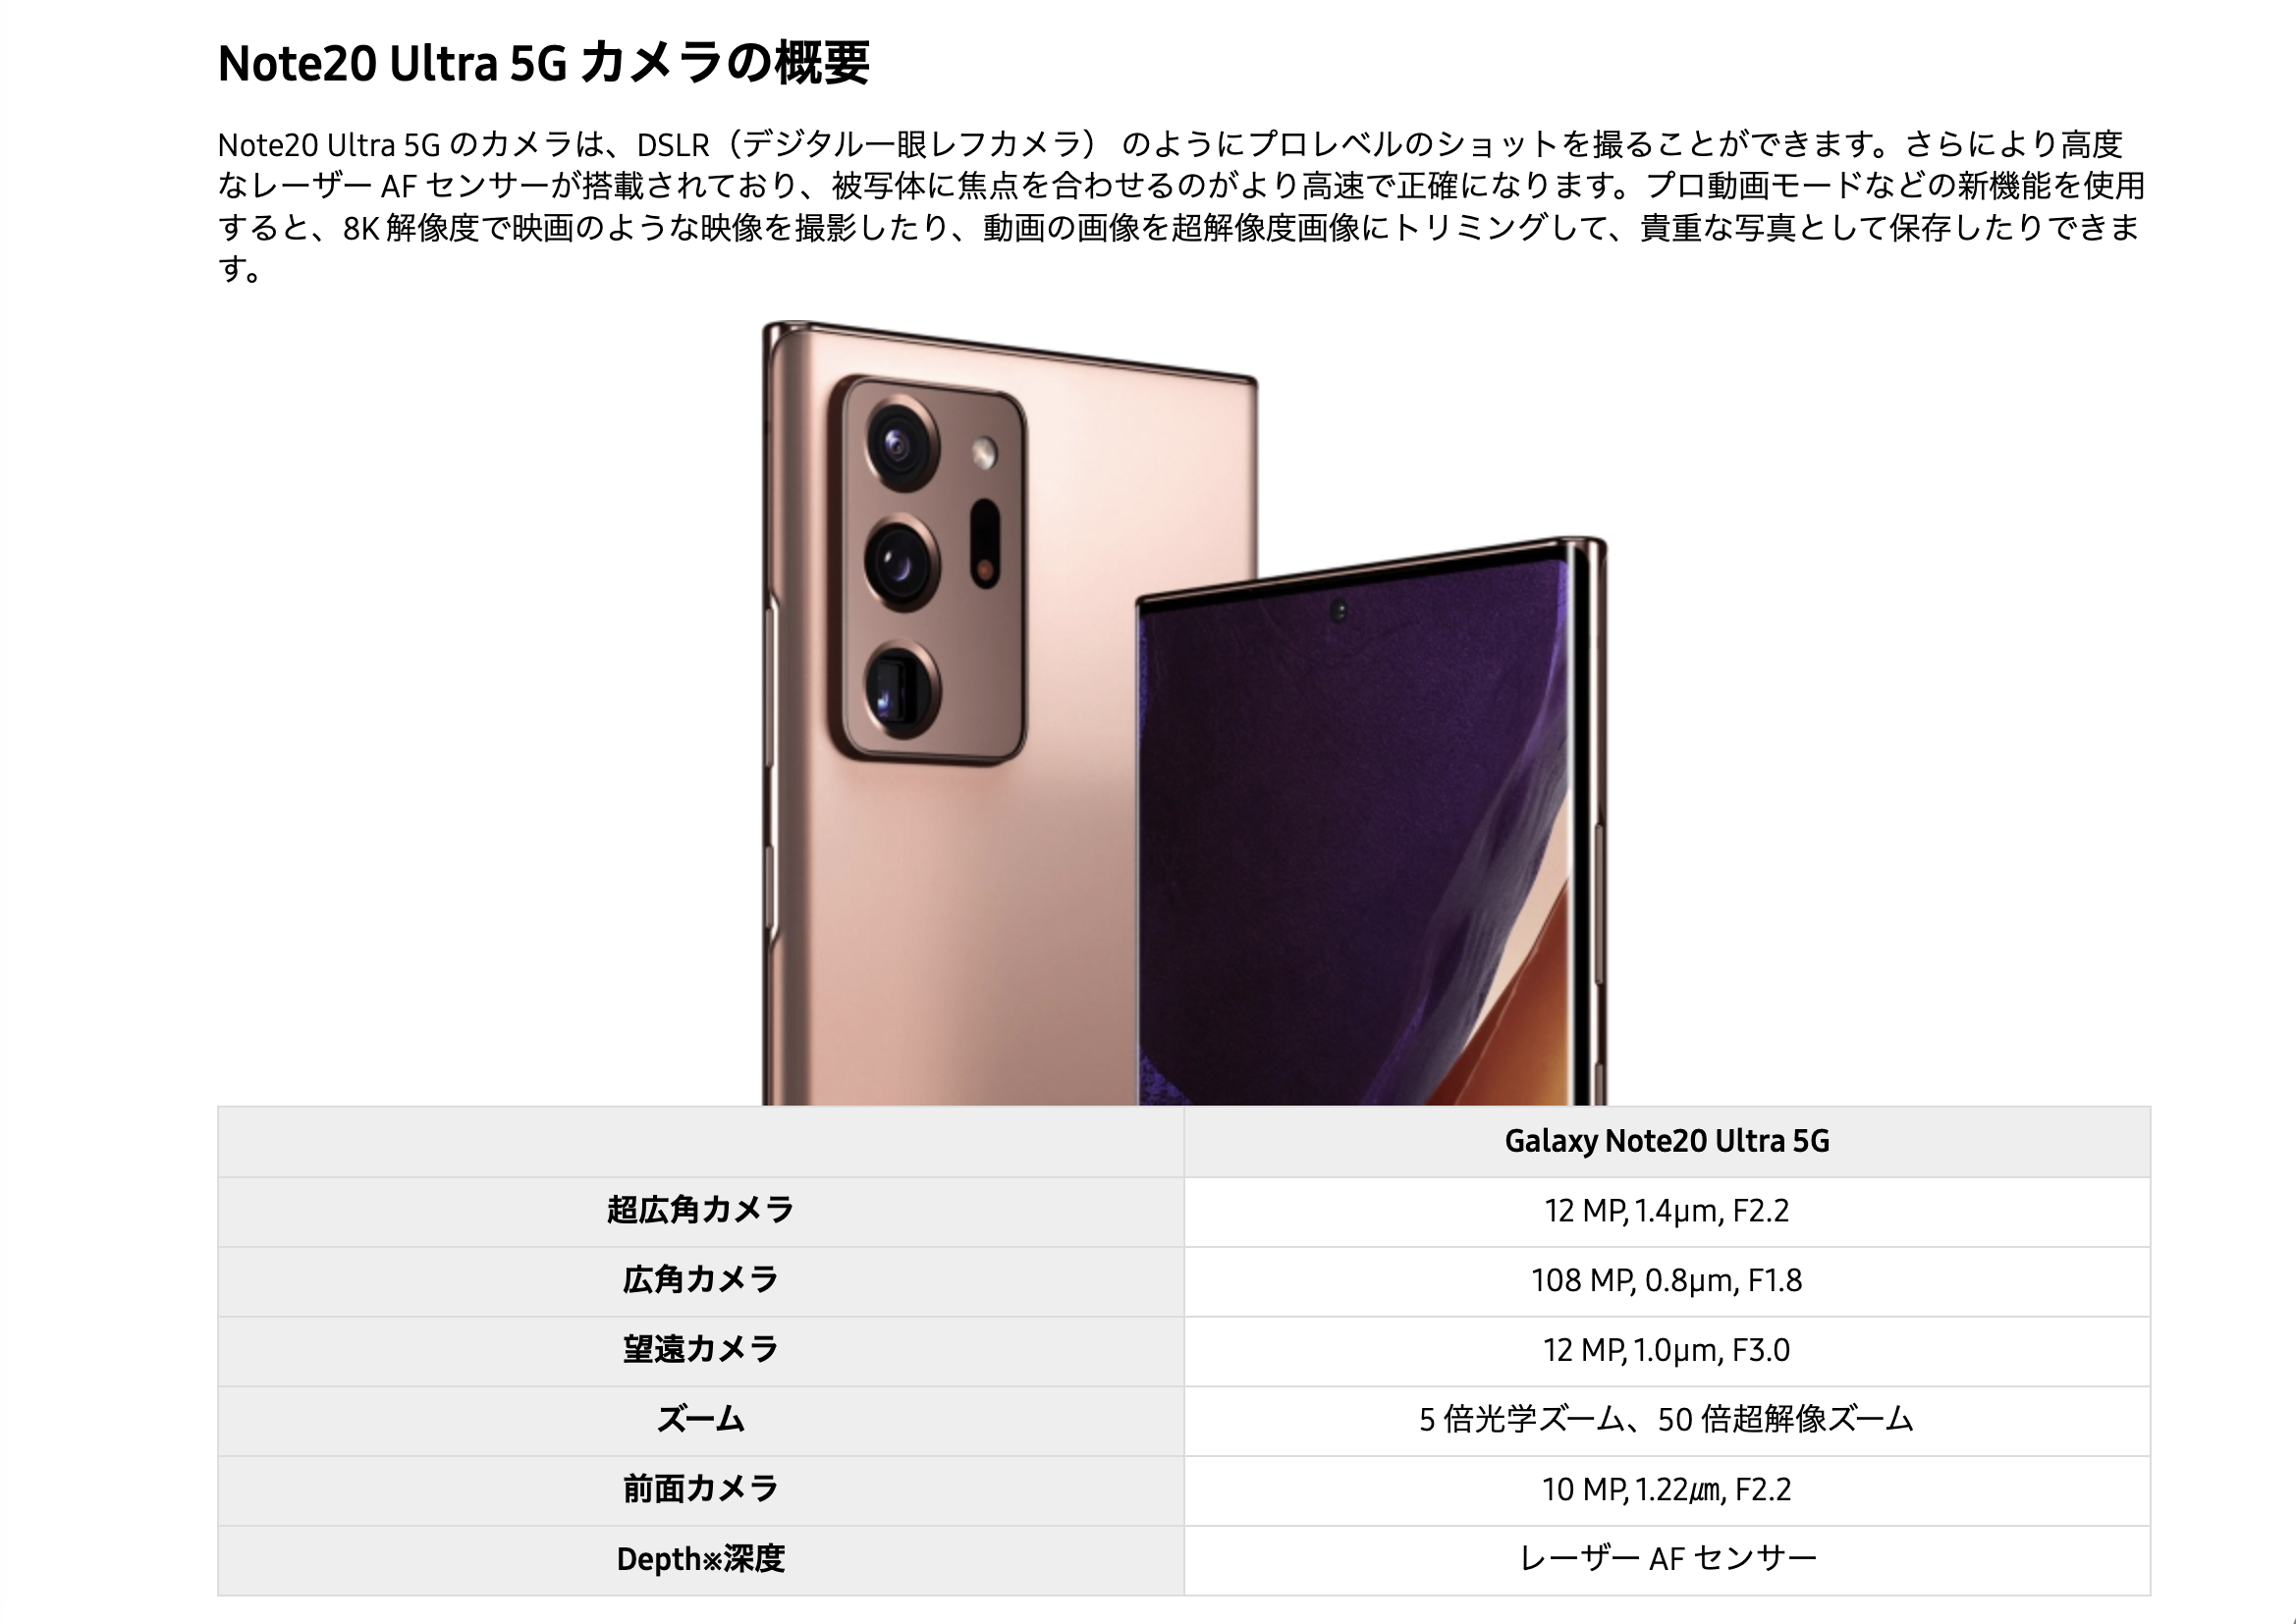 Note20 Ultra 5G カメラの概要
Note20 Ultra 5G のカメラは、DSLR（デジタル一眼レフカメラ） のようにプロレベルのショットを撮ることができます。さらにより高度
なレーザー AF センサーが搭載されており、被写体に焦点を合わせるのがより高速で正確になります。プロ動画モードなどの新機能を使用
すると、8K 解像度で映画のような映像を撮影したり、動画の画像を超解像度画像にトリミングして、貴重な写真として保存したりできま
す。
Galaxy Note20 Ultra 5G
超広角カメラ 12 MP, 1.4μm, F2.2
広角カメラ 108 MP, 0.8μm, F1.8
望遠カメラ 12 MP, 1.0μm, F3.0
ズーム 5 倍光学ズーム、50 倍超解像ズーム
前面カメラ 10 MP, 1.22㎛, F2.2
Depth※深度 レーザー AF センサー